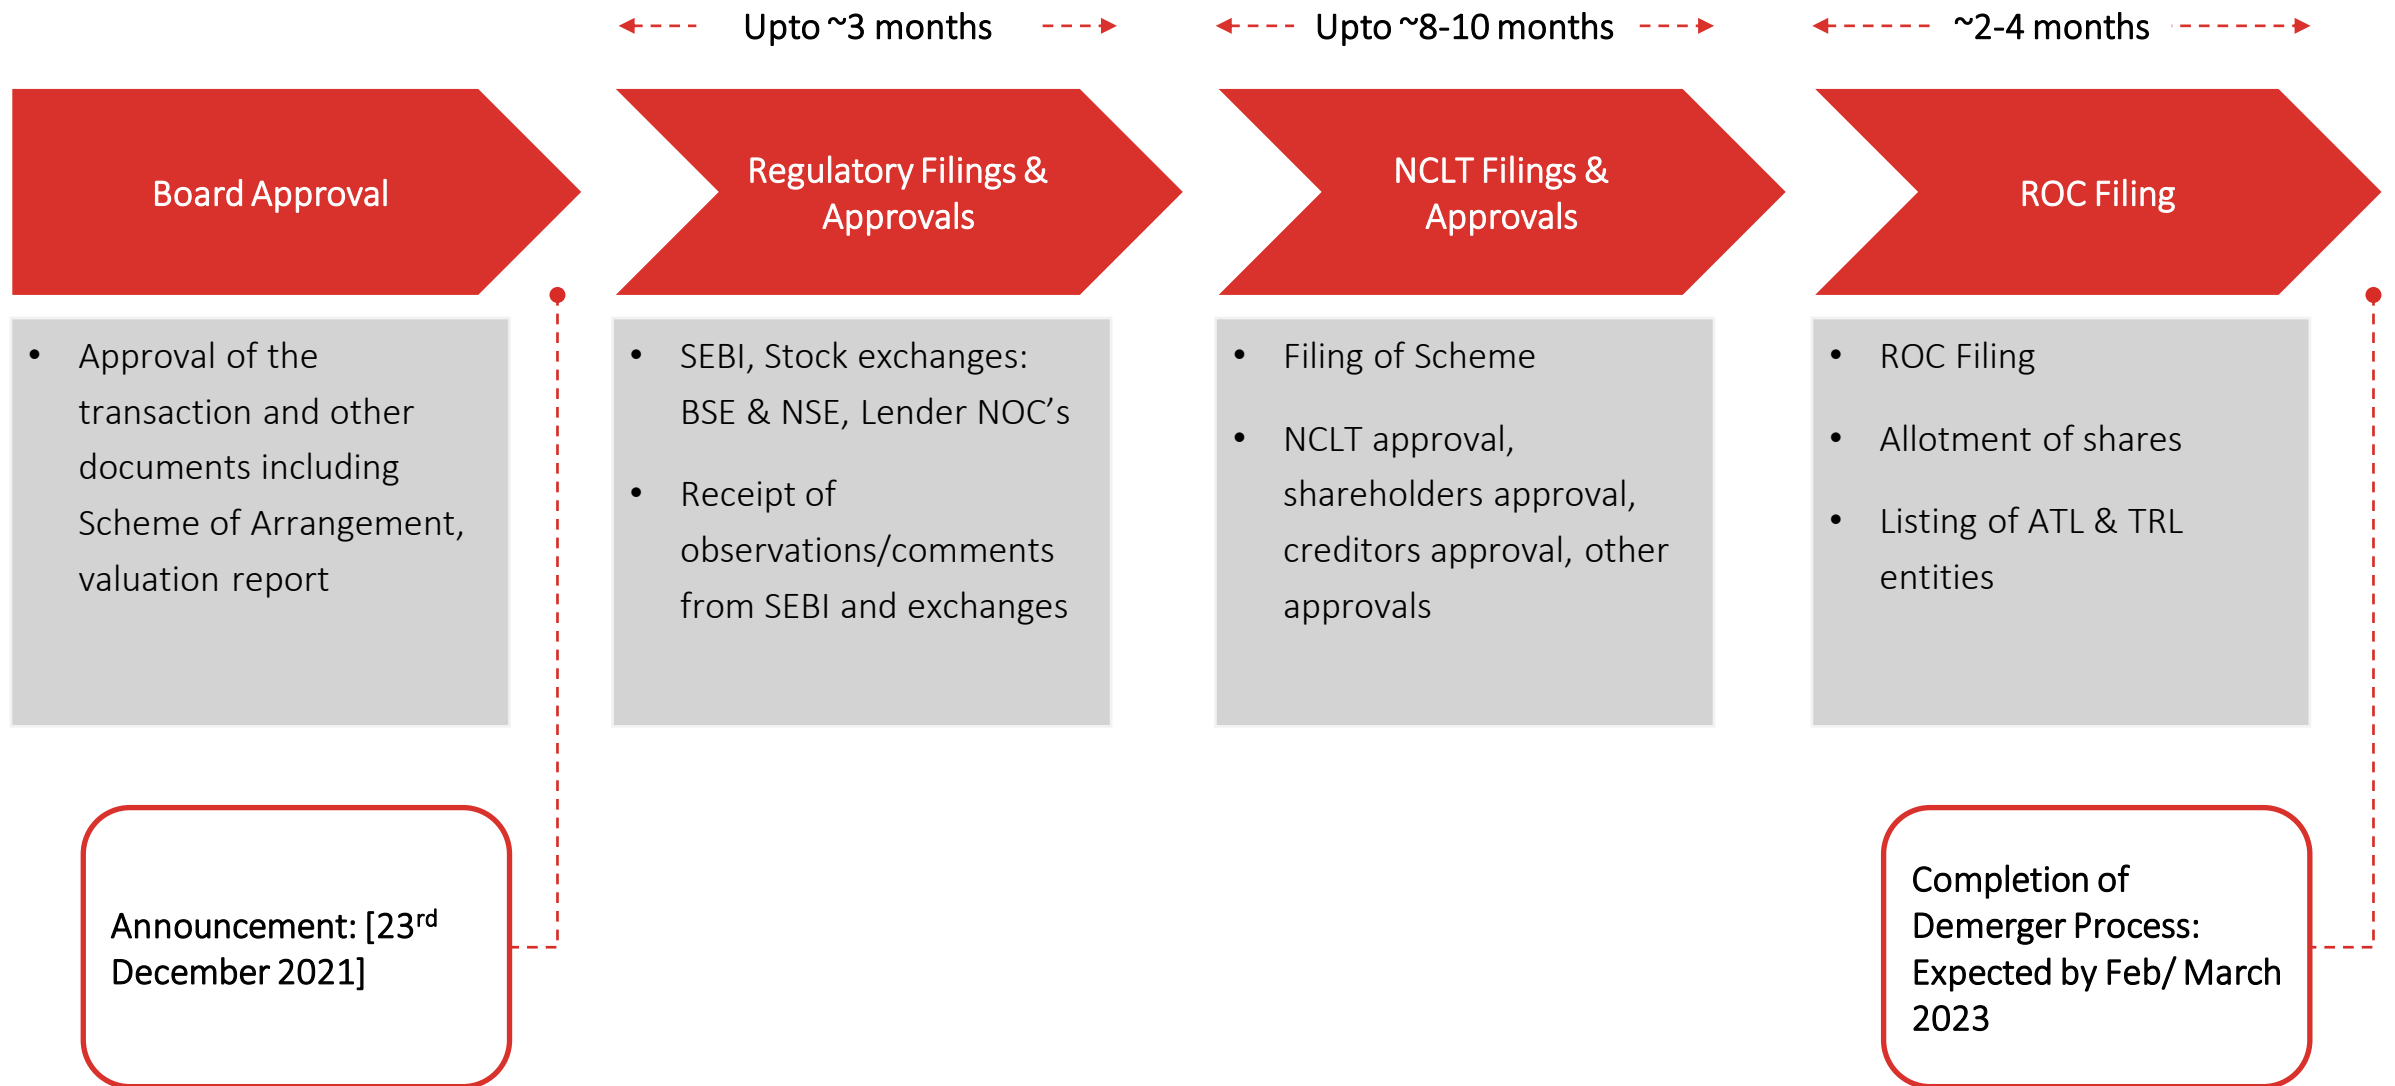 Upto ~3 months
Upto ~8-10 months
~2-4 months
Board Approval
Regulatory Filings &
Approvals
NCLT Filings &
Approvals
ROC Filing
• Approval of the
transaction and other
documents including
Scheme of Arrangement,
valuation report
• SEBI, Stock exchanges:
BSE & NSE, Lender NOC’s
• Receipt of
observations/comments
from SEBI and exchanges
• Filing of Scheme
• NCLT approval,
shareholders approval,
creditors approval, other
approvals
• ROC Filing
• Allotment of shares
• Listing of ATL & TRL
entities
Announcement: [23rd
December 2021]
Completion of
Demerger Process:
Expected by Feb/ March
2023